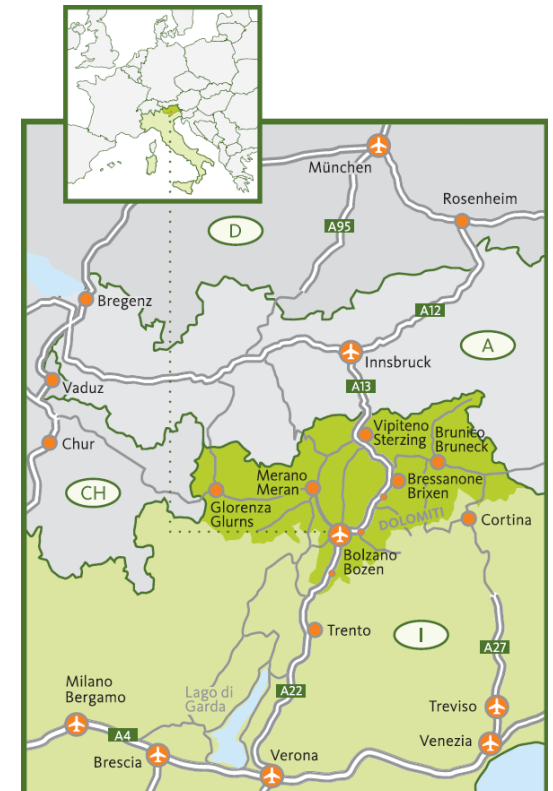 München
Rosenheim
A95
D
Bregenz
A12
A
Innsbruck
A13
Vaduz
Chur
CH
Vipiteno
Sterzing
Brunico
Bruneck
Merano
Meran
Bressanone
Brixen
Glorenza
Glurns
DOLOMITI
Cortina
Bolzano
Bozen
Trento
I
A27
Milano
Bergamo
Lago di
Garda
A22
Treviso
A4
Venezia
Brescia
Verona